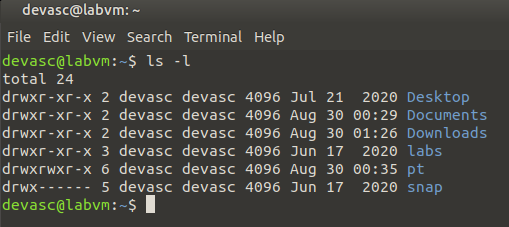 devasc@labvm: ~
File Edit View Search Terminal Help
devasc@labvm:~$ ls -l
total 24
drwxr-xr-x 2 devasc devasc 4096 Jul 21  2020 Desktop
drwxr-xr-x 2 devasc devasc 4096 Aug 30 00:29 Documents
drwxr-xr-x 2 devasc devasc 4096 Aug 30 01:26 Downloads
drwxr-xr-x 3 devasc devasc 4096 Jun 17  2020 labs
drwxrwxr-x 6 devasc devasc 4096 Aug 30 00:35 pt
drwx------ 5 devasc devasc 4096 Jun 17  2020 snap
devasc@labvm:~$